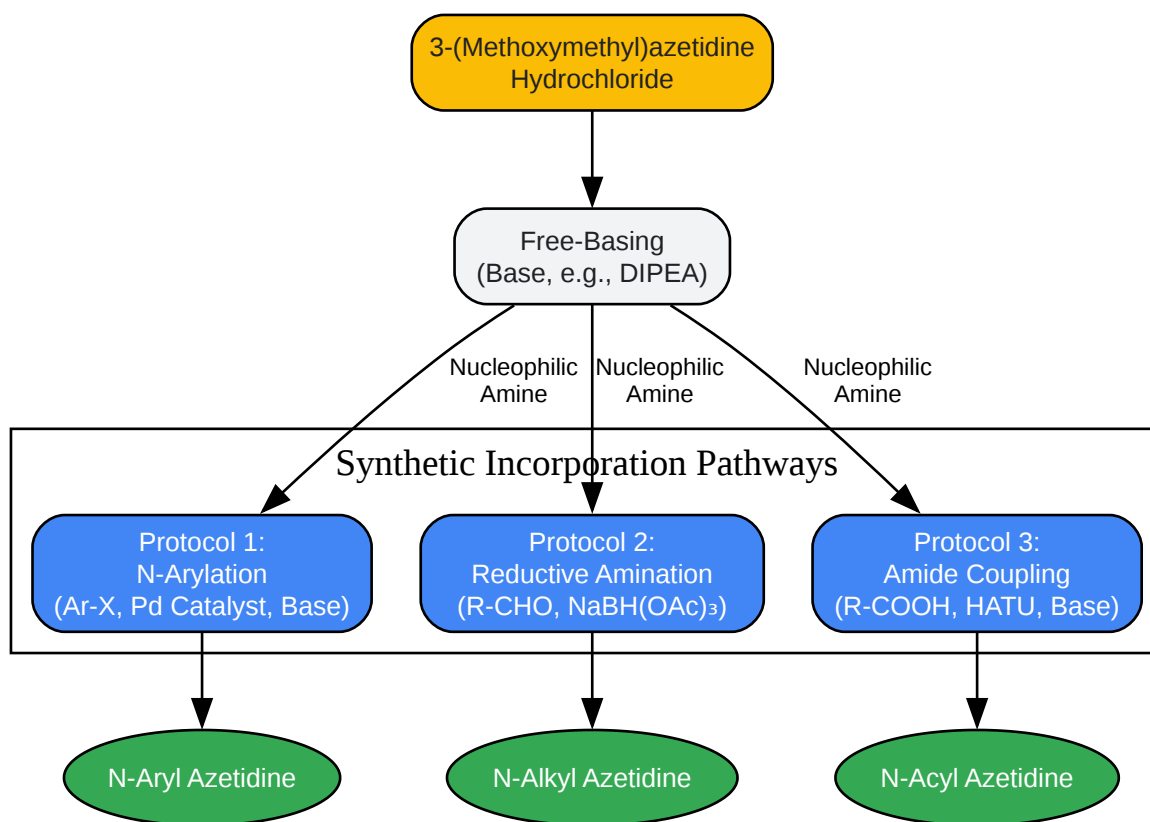 3-(Methoxymethyl)azetidine
Hydrochloride
Free-Basing
(Base, e.g., DIPEA)
Nucleophilic
Amine
Nucleophilic
Amine
Nucleophilic
Amine
Synthetic Incorporation Pathways
Protocol 1:
N-Arylation
(Ar-X, Pd Catalyst, Base)
Protocol 2:
Reductive Amination
(R-CHO, NaBH(OAc)₃)
Protocol 3:
Amide Coupling
(R-COOH, HATU, Base)
N-Aryl Azetidine
N-Alkyl Azetidine
N-Acyl Azetidine